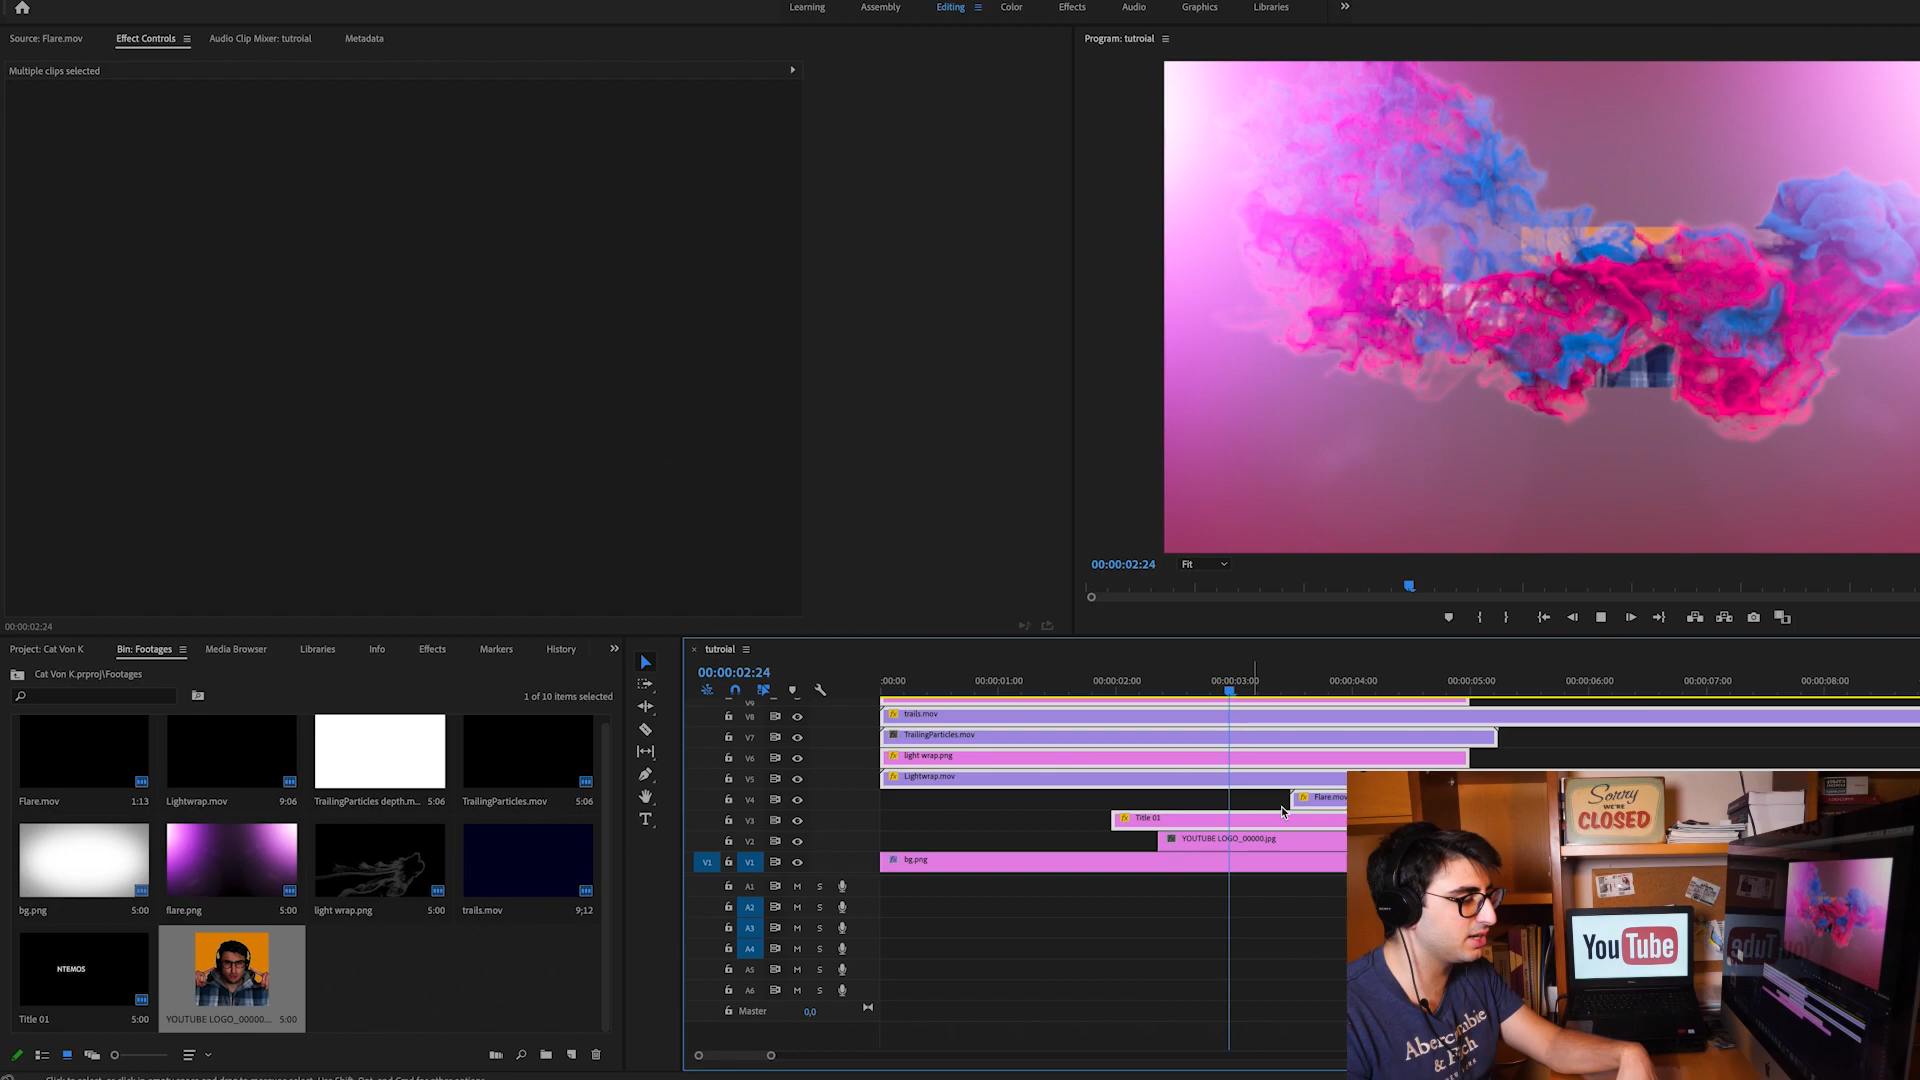 Learning Assembly Editing Color Effects Audio Graphics Libraries
Source: Flare.mov Effect Controls Audio Clip Mixer: tutroial Metadata
Program: tutroial
Multiple clips selected
00:00:02:24 Fit
00:00:02:24
Project: Cat Von K Bin: Footages Media Browser Libraries Info Effects Markers History
Cat Von K.prproj\Footages
1 of 10 items selected
Flare.mov 1:13
Lightwrap.mov 9:06
TrailingParticles depth.m... 5:06
TrailingParticles.mov 5:06
bg.png 5:00
flare.png 5:00
light wrap.png 5:00
trails.mov 9;12
NTEMOS
Title 01 5:00
YOUTUBE LOGO_00000.... 5:00
tutroial
00:00:02:24
:00:00 00:00:01:00 00:00:02:00 00:00:03:00 00:00:04:00 00:00:05:00 00:00:06:00 00:00:07:00 00:00:08:00
V9
V8 trails.mov
V7 TrailingParticles.mov
V6 light wrap.png
V5 Lightwrap.mov
V4 Flare.mov
V3 Title 01
V2 YOUTUBE LOGO_00000.jpg
V1 V1 bg.png
A1 M S
A2 M S
A3 M S
A4 M S
A5 M S
A6 M S
Master 0,0
Sorry
We're
CLOSED
YouTube
Abercrombie
& Fitch